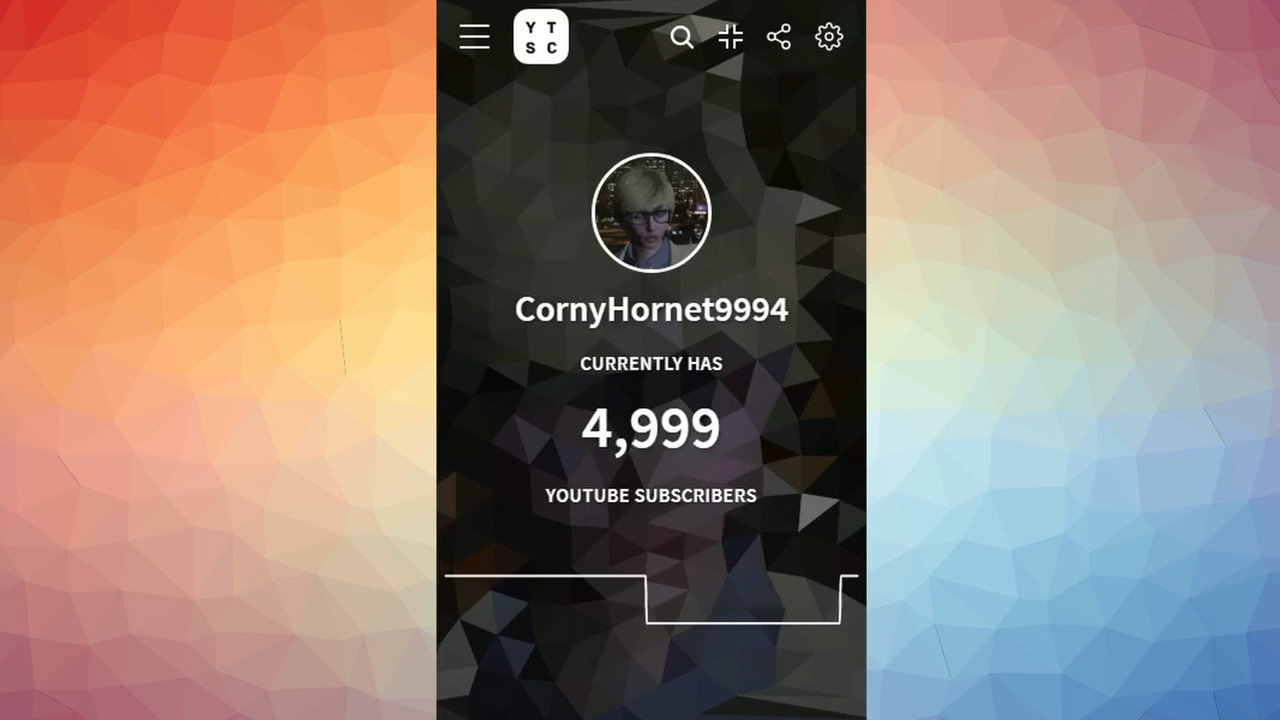 Y T
S C
CornyHornet9994
CURRENTLY HAS
4,999
YOUTUBE SUBSCRIBERS